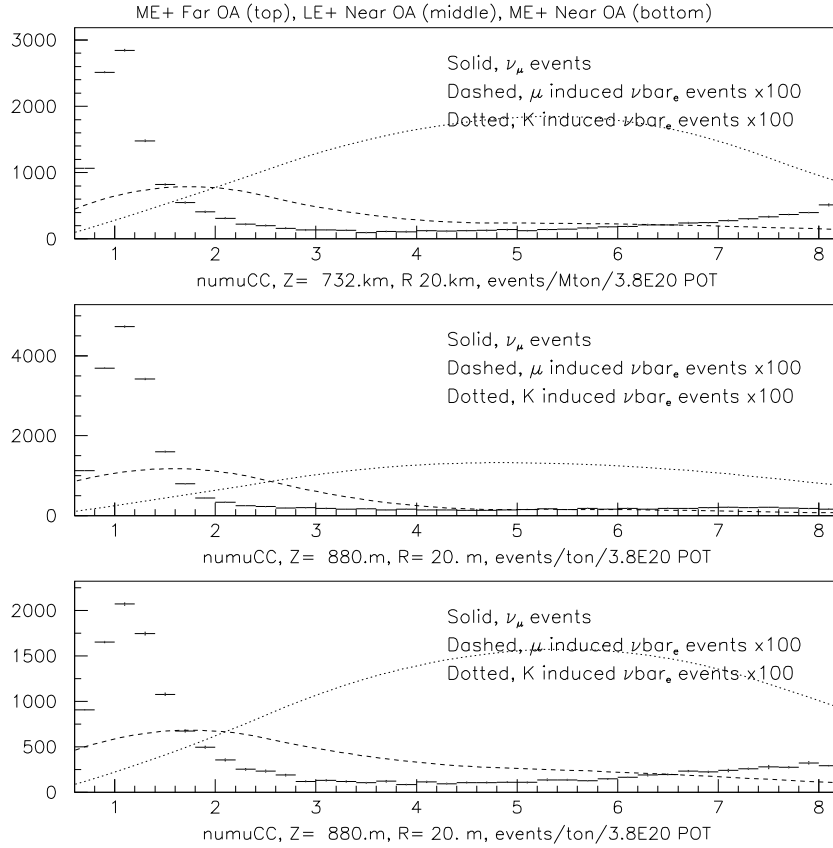 ME+ Far OA (top), LE+ Near OA (middle), ME+ Near OA (bottom)
3000
2000
1000
0
Solid, νμ events
Dashed, μ induced νbare events x100
Dotted, K induced νbare events x100
1 2 3 4 5 6 7 8
numuCC, Z= 732.km, R 20.km, events/Mton/3.8E20 POT
4000
2000
0
Solid, νμ events
Dashed, μ induced νbare events x100
Dotted, K induced νbare events x100
1 2 3 4 5 6 7 8
numuCC, Z= 880.m, R= 20. m, events/ton/3.8E20 POT
2000
1500
1000
500
0
Solid, νμ events
Dashed, μ induced νbare events x100
Dotted, K induced νbare events x100
1 2 3 4 5 6 7 8
numuCC, Z= 880.m, R= 20. m, events/ton/3.8E20 POT